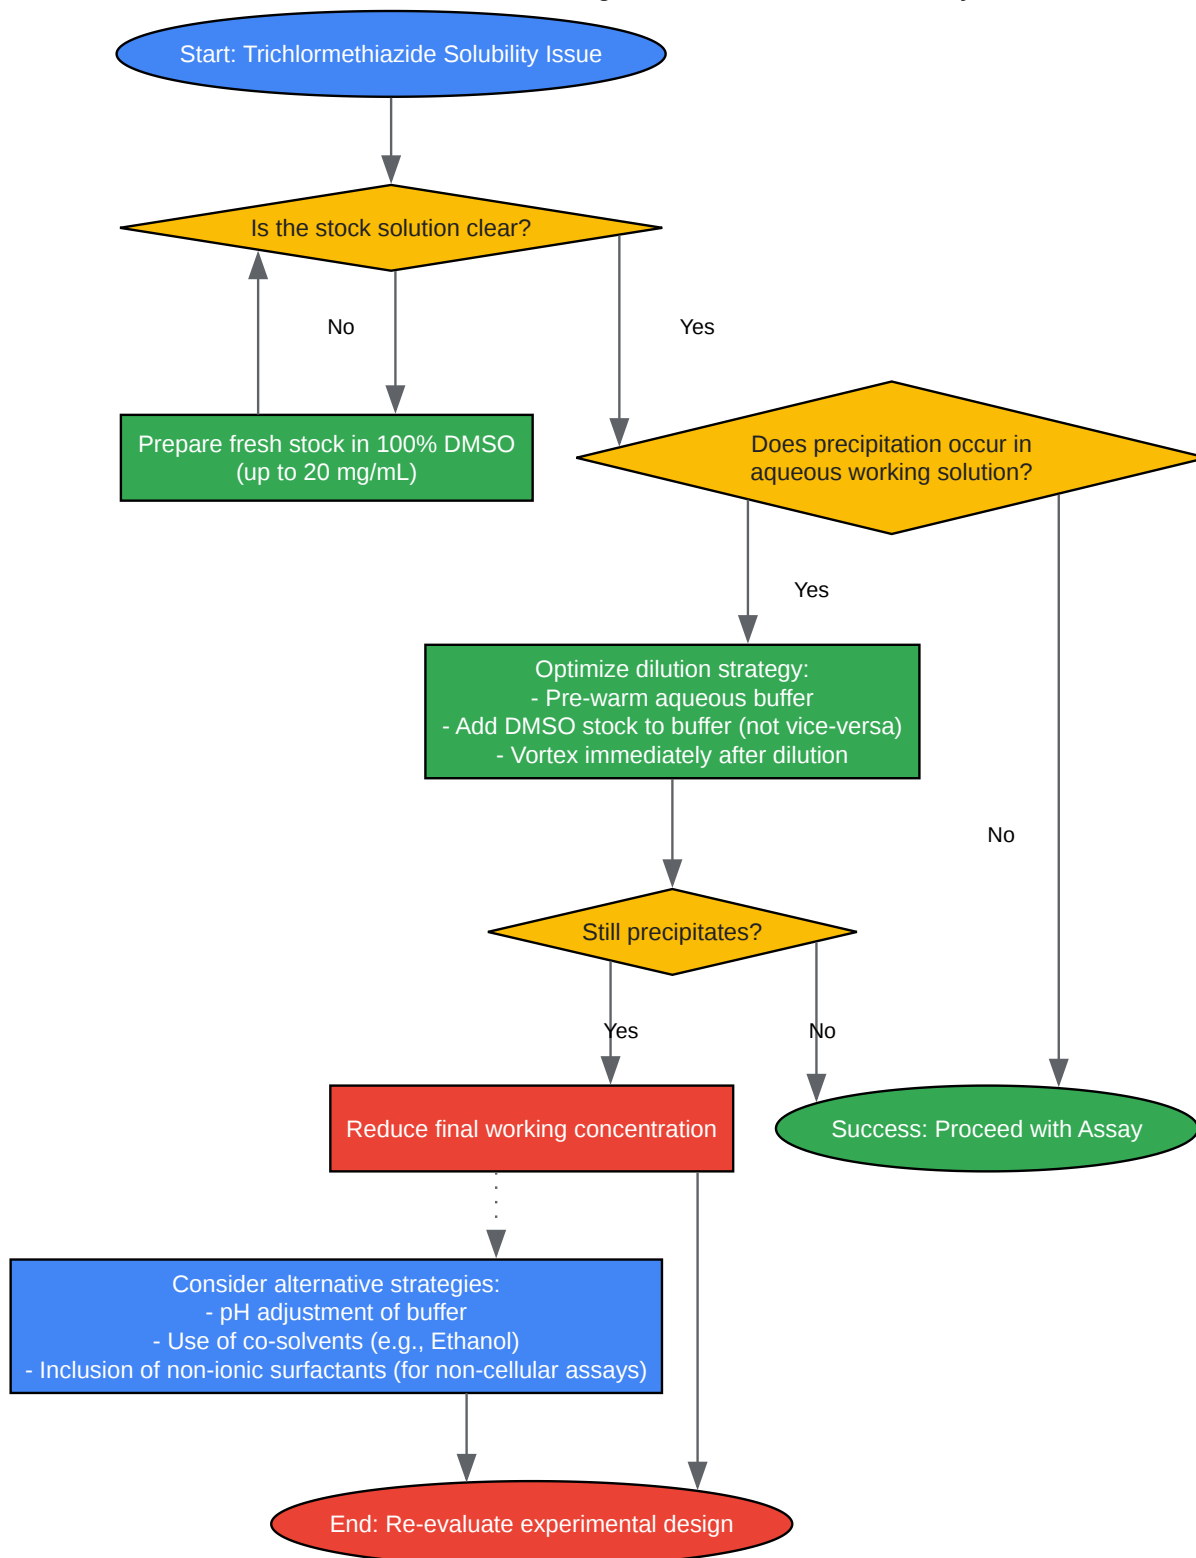 Start: Trichlormethiazide Solubility Issue
Is the stock solution clear?
No
Yes
Prepare fresh stock in 100% DMSO
(up to 20 mg/mL)
Does precipitation occur in
aqueous working solution?
Yes
Optimize dilution strategy:
- Pre-warm aqueous buffer
- Add DMSO stock to buffer (not vice-versa)
- Vortex immediately after dilution
No
Still precipitates?
Yes
No
Reduce final working concentration
Success: Proceed with Assay
Consider alternative strategies:
- pH adjustment of buffer
- Use of co-solvents (e.g., Ethanol)
- Inclusion of non-ionic surfactants (for non-cellular assays)
End: Re-evaluate experimental design